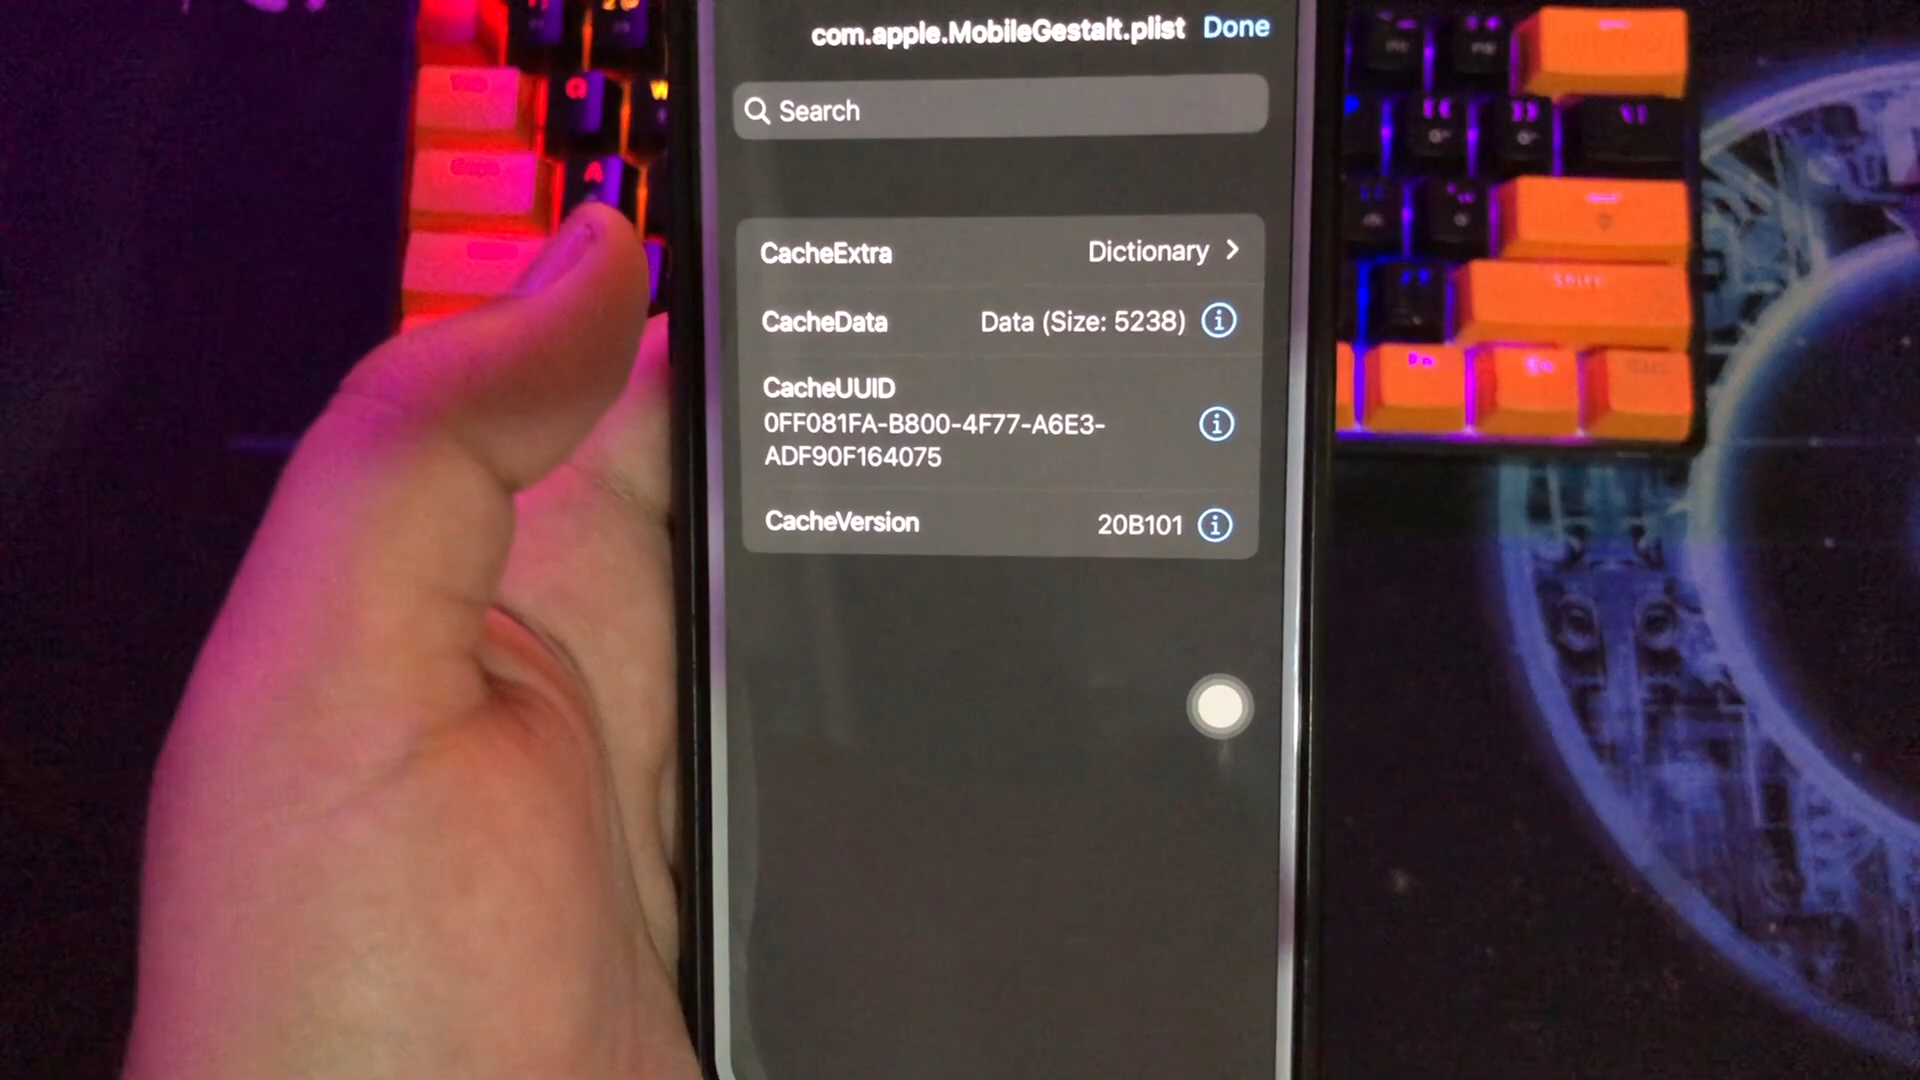 com.apple.MobileGestalt.plist Done
Search
CacheExtra Dictionary
CacheData Data (Size: 5238)
CacheUUID
0FF081FA-B800-4F77-A6E3-
ADF90F164075
CacheVersion 20B101
Q W
A
Shift